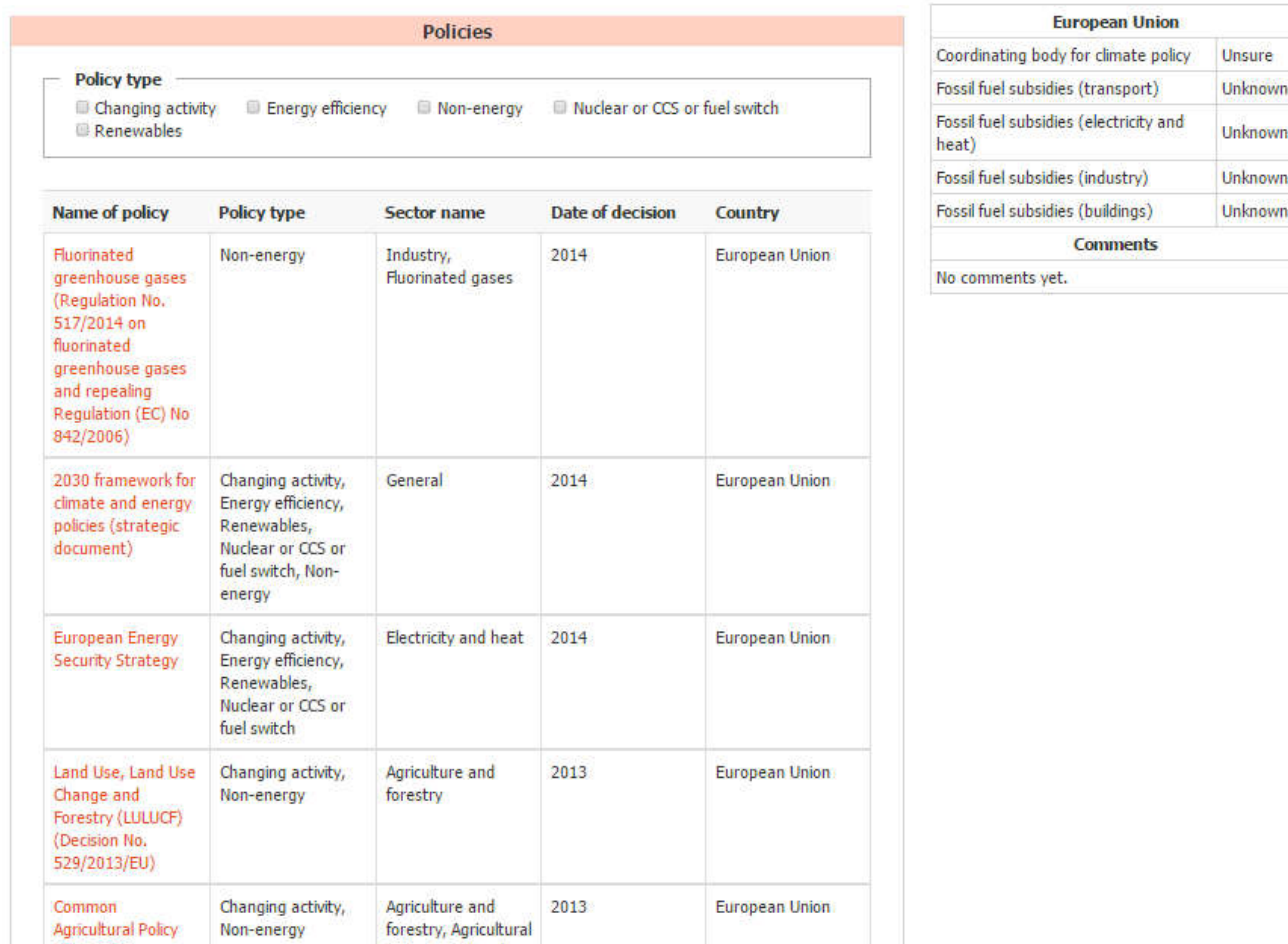 Policies
Policy type
Changing activity Energy efficiency Non-energy Nuclear or CCS or fuel switch
Renewables
Name of policy Policy type Sector name Date of decision Country
Fluorinated
greenhouse gases
(Regulation No.
517/2014 on
fluorinated
greenhouse gases
and repealing
Regulation (EC) No
842/2006)
Non-energy
Industry,
Fluorinated gases
2014
European Union
2030 framework for
climate and energy
policies (strategic
document)
Changing activity,
Energy efficiency,
Renewables,
Nuclear or CCS or
fuel switch, Non-
energy
General
2014
European Union
European Energy
Security Strategy
Changing activity,
Energy efficiency,
Renewables,
Nuclear or CCS or
fuel switch
Electricity and heat
2014
European Union
Land Use, Land Use
Change and
Forestry (LULUCF)
(Decision No.
529/2013/EU)
Changing activity,
Non-energy
Agriculture and
forestry
2013
European Union
Common
Agricultural Policy
Changing activity,
Non-energy
Agriculture and
forestry, Agricultural
2013
European Union
European Union
Coordinating body for climate policy Unsure
Fossil fuel subsidies (transport) Unknown
Fossil fuel subsidies (electricity and
heat)
Unknown
Fossil fuel subsidies (industry) Unknown
Fossil fuel subsidies (buildings) Unknown
Comments
No comments yet.